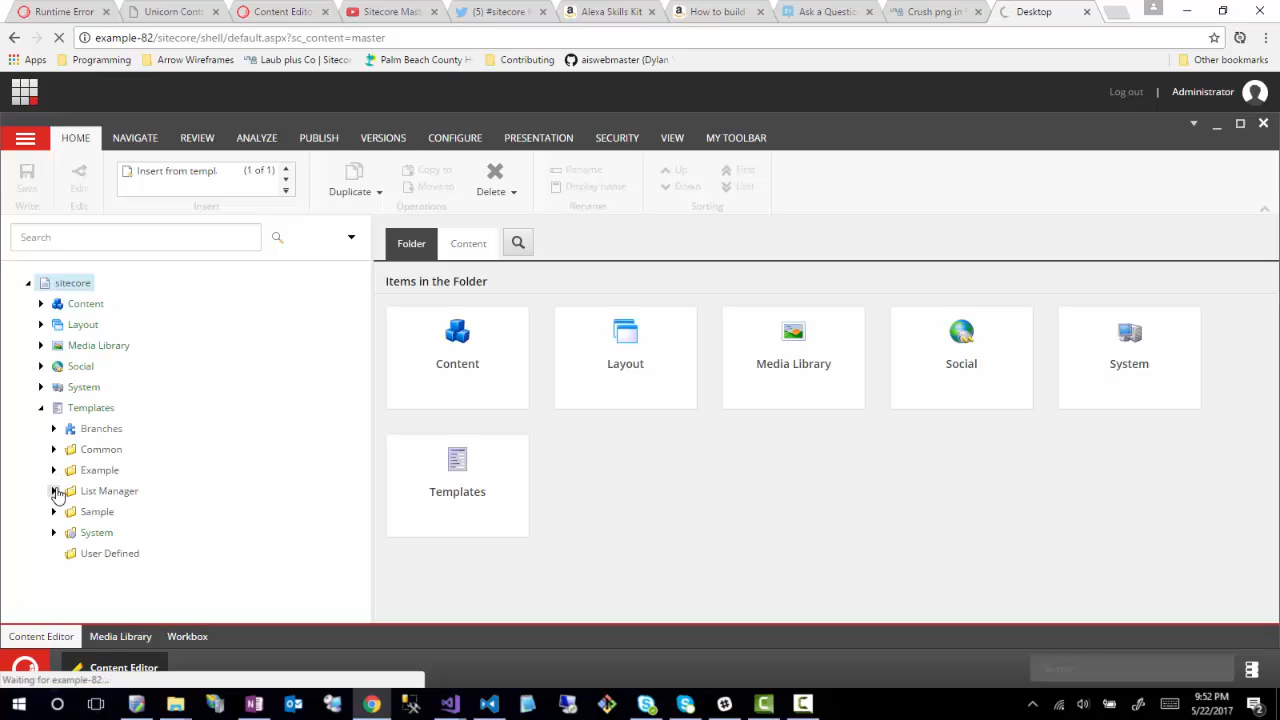 Runtime Error
Unicorn Cont
Content Edito
Sitecore Mast
(5) #sitecore h
Alexa Skills Kit
How to build
Ask a Questio
Crush png in F
Desktop
example-82/sitecore/shell/default.aspx?sc_content=master
Apps
Programming
Arrow Wireframes
Laub plus Co | Sitecor
Palm Beach County H
Contributing
aiswebmaster (Dylan
Other bookmarks
Log out | Administrator
HOME NAVIGATE REVIEW ANALYZE PUBLISH VERSIONS CONFIGURE PRESENTATION SECURITY VIEW MY TOOLBAR
Save
Write
Edit
Edit
Insert from templ. (1 of 1)
Insert
Duplicate
Copy to
Move to
Delete
Operations
Rename
Display name
Rename
Up
Down
First
Last
Sorting
Search
sitecore
Content
Layout
Media Library
Social
System
Templates
Branches
Common
Example
List Manager
Sample
System
User Defined
Folder
Content
Items in the Folder
Content
Layout
Media Library
Social
System
Templates
Content Editor
Media Library
Workbox
Content Editor
Search
Waiting for example-82...
9:52 PM
5/22/2017
2